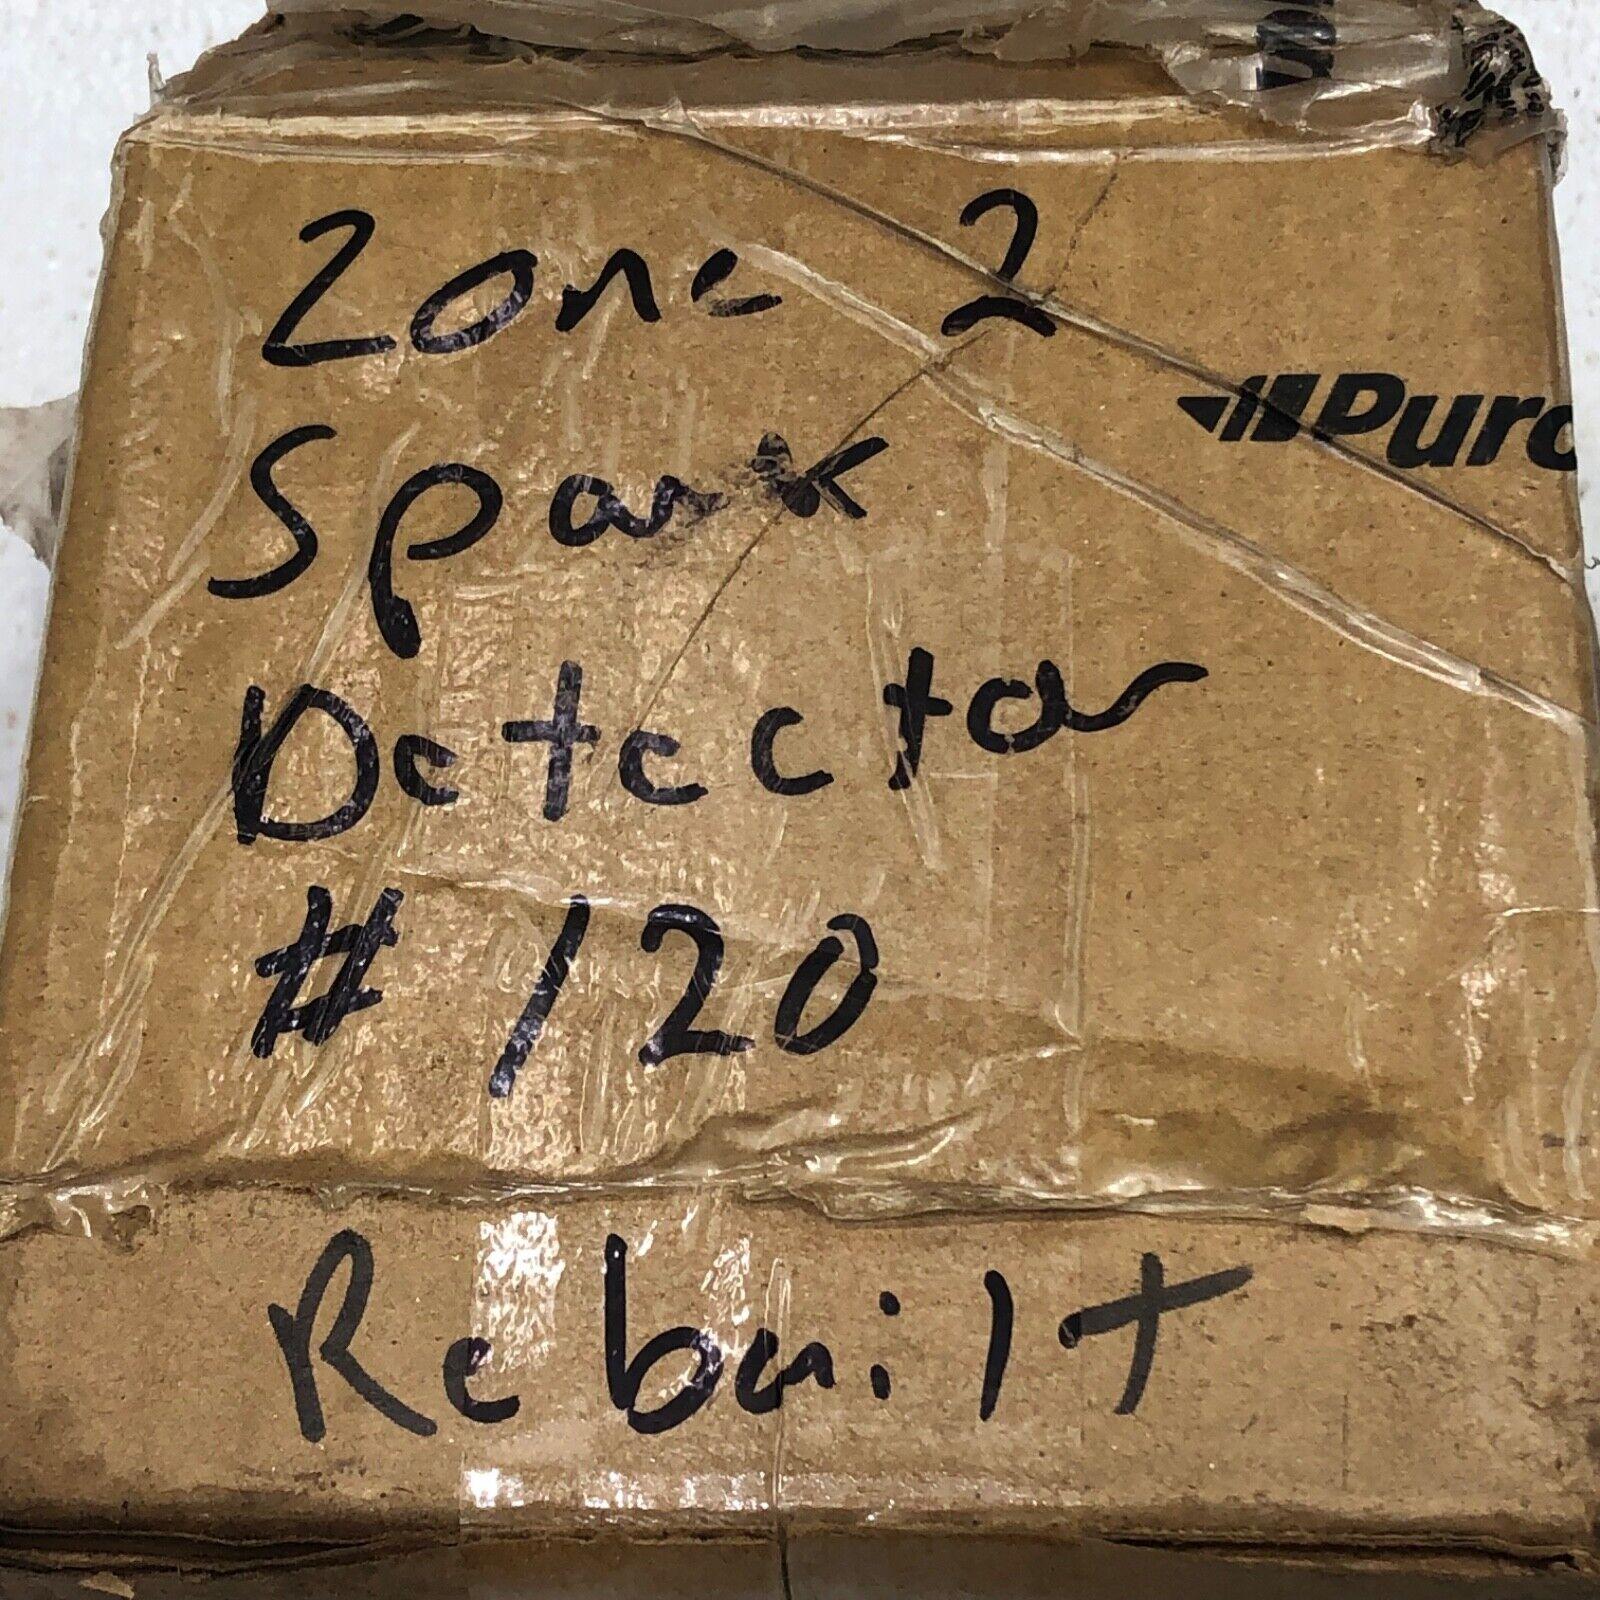 Zone 2
Puro
Spark
Detector
# 120
Rebuilt